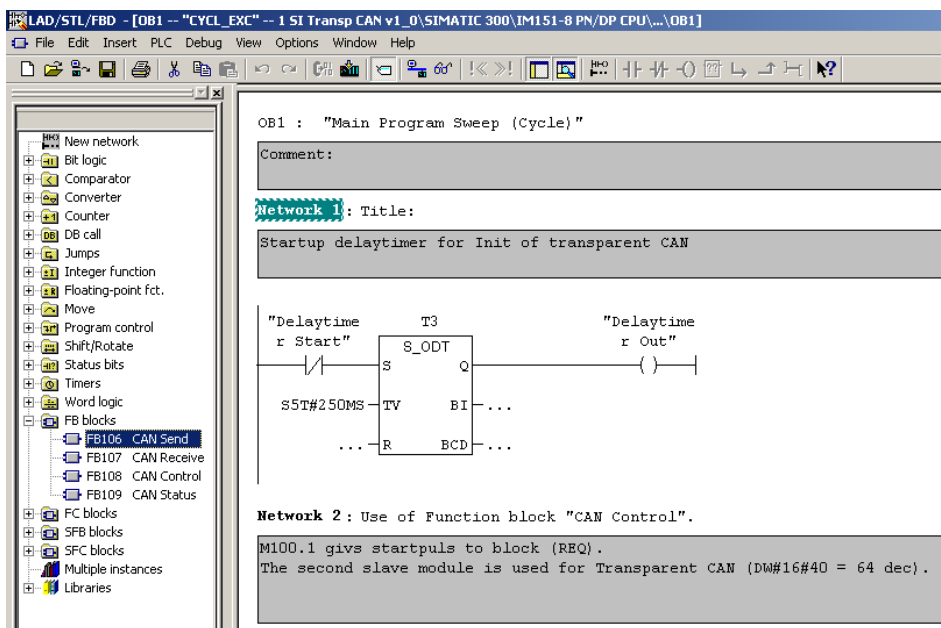 LAD/STL/FBD - [OB1 -- "CYCL_EXC" -- 1 SI Transp CAN v1_0\SIMATIC 300\IM151-8 PN/DP CPU\...\OB1]
File Edit Insert PLC Debug View Options Window Help
New network
Bit logic
Comparator
Converter
Counter
DB call
Jumps
Integer function
Floating-point fct.
Move
Program control
Shift/Rotate
Status bits
Timers
Word logic
FB blocks
FB106 CAN Send
FB107 CAN Receive
FB108 CAN Control
FB109 CAN Status
FC blocks
SFB blocks
SFC blocks
Multiple instances
Libraries
OB1 : "Main Program Sweep (Cycle)"
Comment:
Network 1: Title:
Startup delaytimer for Init of transparent CAN
"Delaytime T3 "Delaytime
r Start" S_ODT r Out"
S Q
S5T#250MS TV BI ...
... R BCD ...
Network 2 : Use of Function block "CAN Control".
M100.1 givs startpuls to block (REQ).
The second slave module is used for Transparent CAN (DW#16#40 = 64 dec).